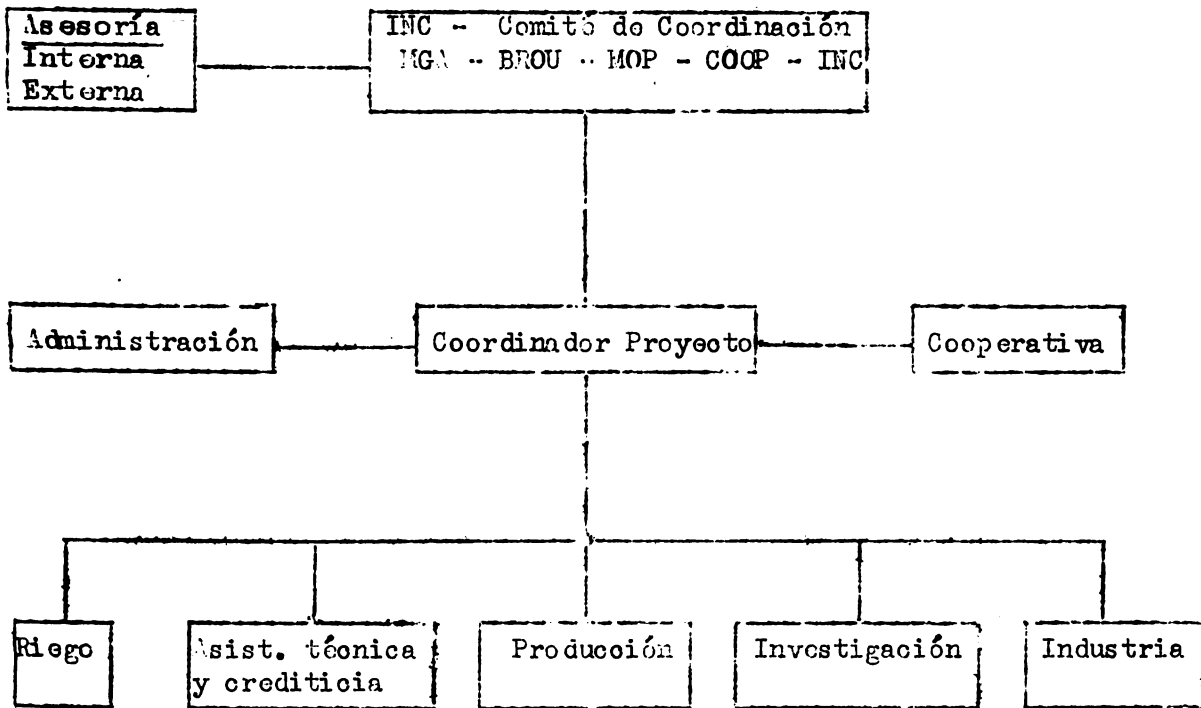 Asesoría
Interna
Externa
INC - Comité de Coordinación
MGA - BROU - MOP - COOP - INC
Administración
Coordinador Proyecto
Cooperativa
Riego
Asist. técnica
y crediticia
Producción
Investigación
Industria